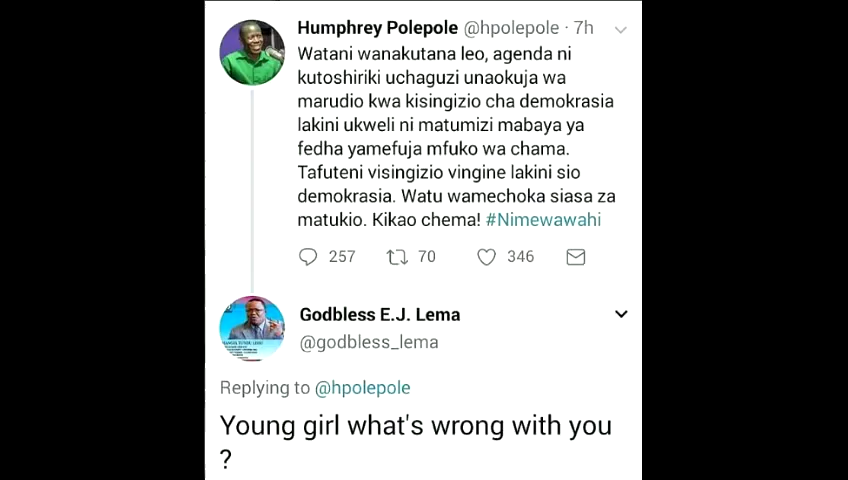 Humphrey Polepole @hpolepole · 7h
Watani wanakutana leo, agenda ni
kutoshiriki uchaguzi unaokuja wa
marudio kwa kisingizio cha demokrasia
lakini ukweli ni matumizi mabaya ya
fedha yamefuja mfuko wa chama.
Tafuteni visingizio vingine lakini sio
demokrasia. Watu wamechoka siasa za
matukio. Kikao chema! #Nimewawahi
257 70 346
Godbless E.J. Lema
@godbless_lema
Replying to @hpolepole
Young girl what's wrong with you
?